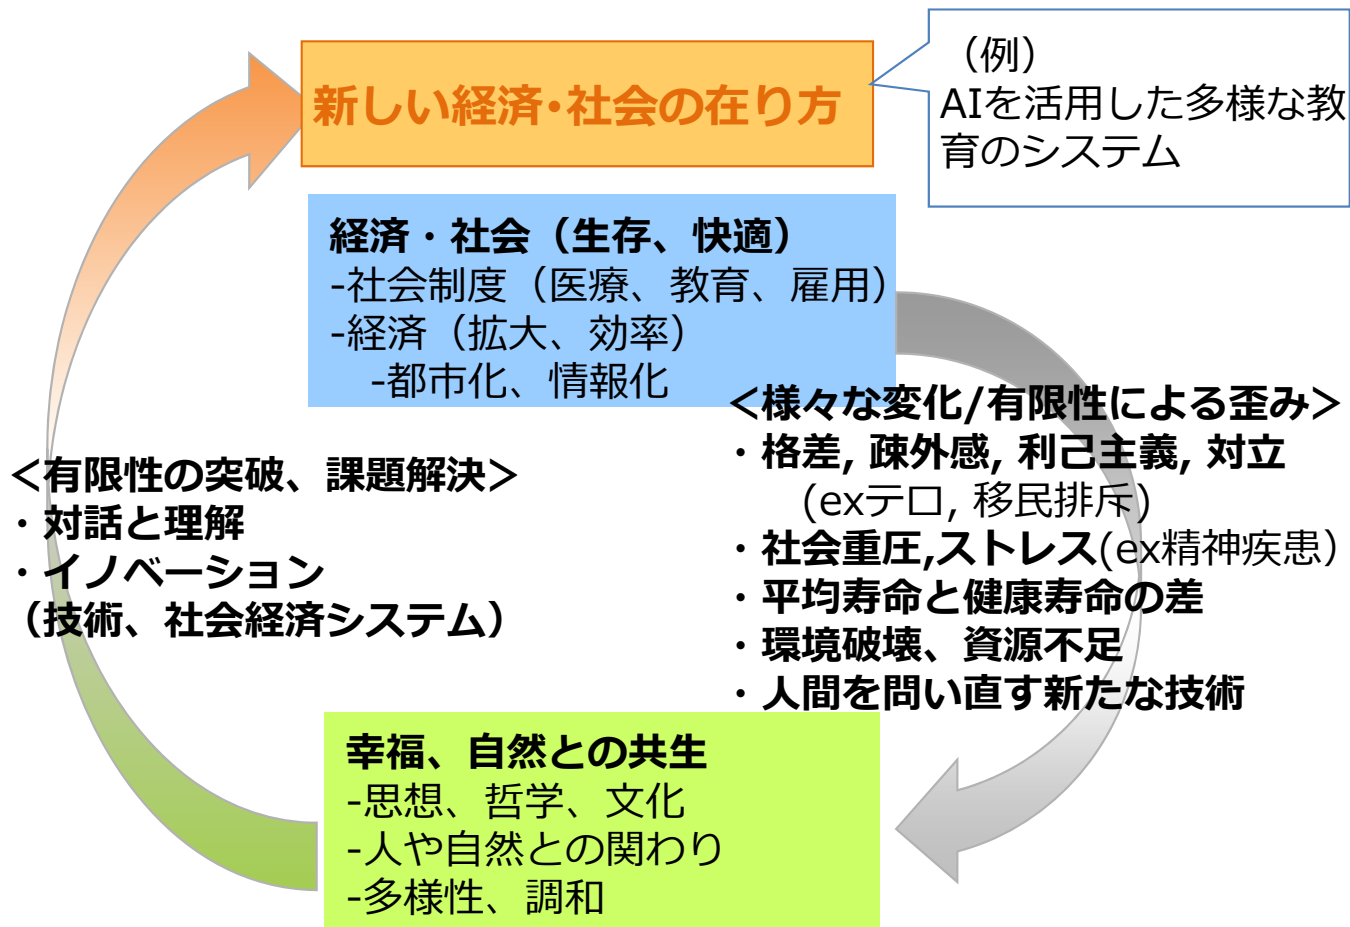 新しい経済・社会の在り方
（例）
AIを活用した多様な教
育のシステム
経済・社会（生存、快適）
-社会制度（医療、教育、雇用）
-経済（拡大、効率）
-都市化、情報化
＜様々な変化/有限性による歪み＞
・格差, 疎外感, 利己主義, 対立
(exテロ, 移民排斥)
・社会重圧,ストレス(ex精神疾患）
・平均寿命と健康寿命の差
・環境破壊、資源不足
・人間を問い直す新たな技術
＜有限性の突破、課題解決＞
・対話と理解
・イノベーション
（技術、社会経済システム）
幸福、自然との共生
-思想、哲学、文化
-人や自然との関わり
-多様性、調和